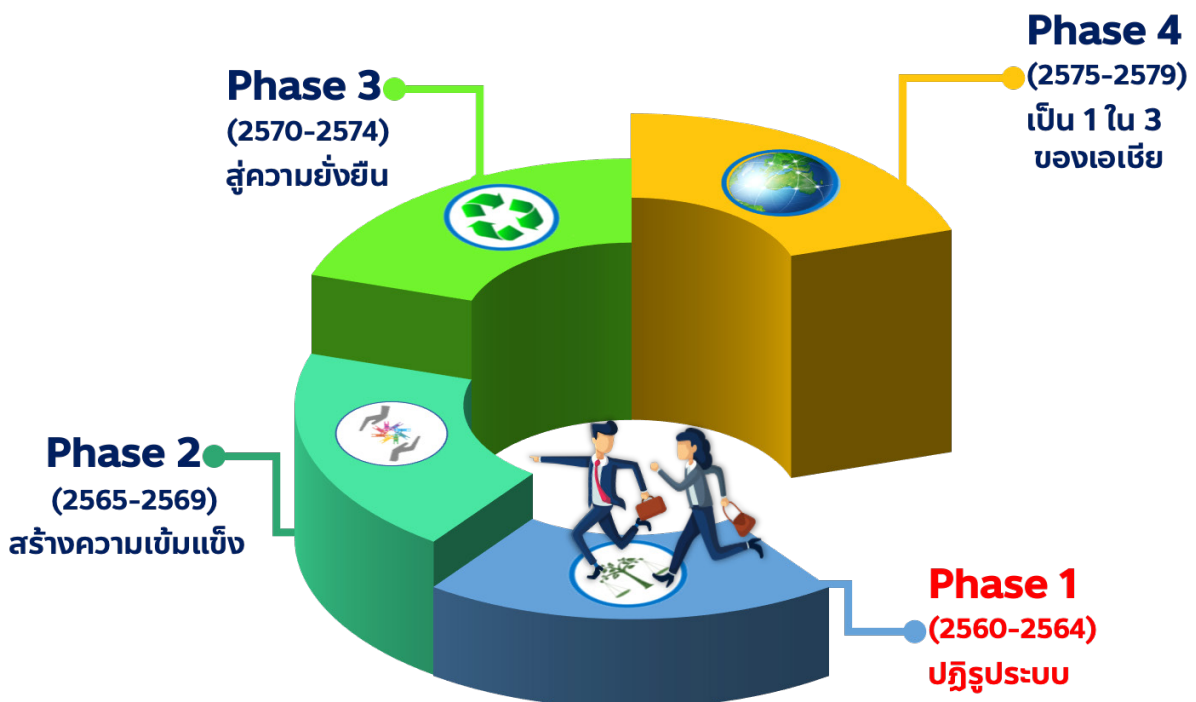 Phase 4
(2575-2579)
เป็น 1 ใน 3
ของเอเชีย
Phase 3
(2570-2574)
สู่ความยั่งยืน
Phase 2
(2565-2569)
สร้างความเข้มแข็ง
Phase 1
(2560-2564)
ปฏิรูประบบ